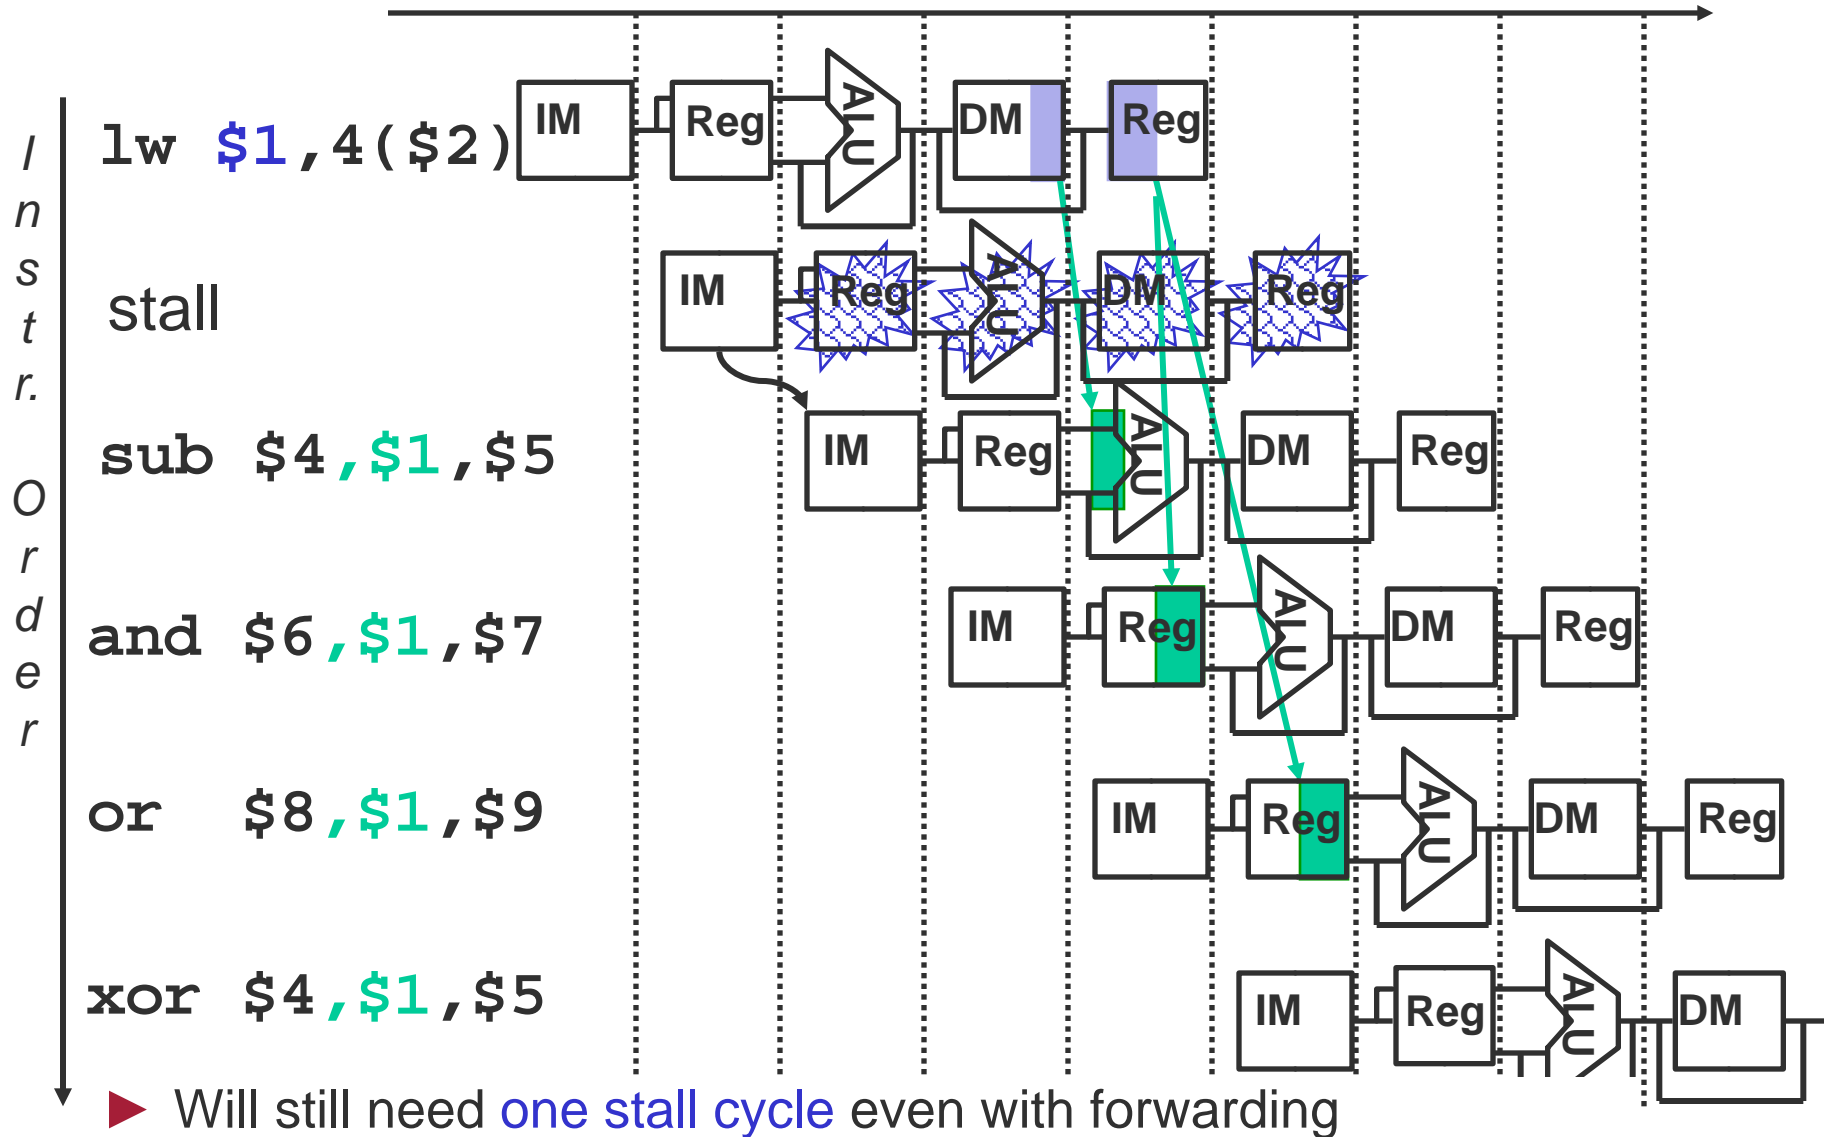 Instr. Order
lw $1,4($2) IM Reg ALU DM Reg
stall IM Reg ALU DM Reg
sub $4,$1,$5 IM Reg ALU DM Reg
and $6,$1,$7 IM Reg ALU DM Reg
or $8,$1,$9 IM Reg ALU DM Reg
xor $4,$1,$5 IM Reg ALU DM
Will still need one stall cycle even with forwarding